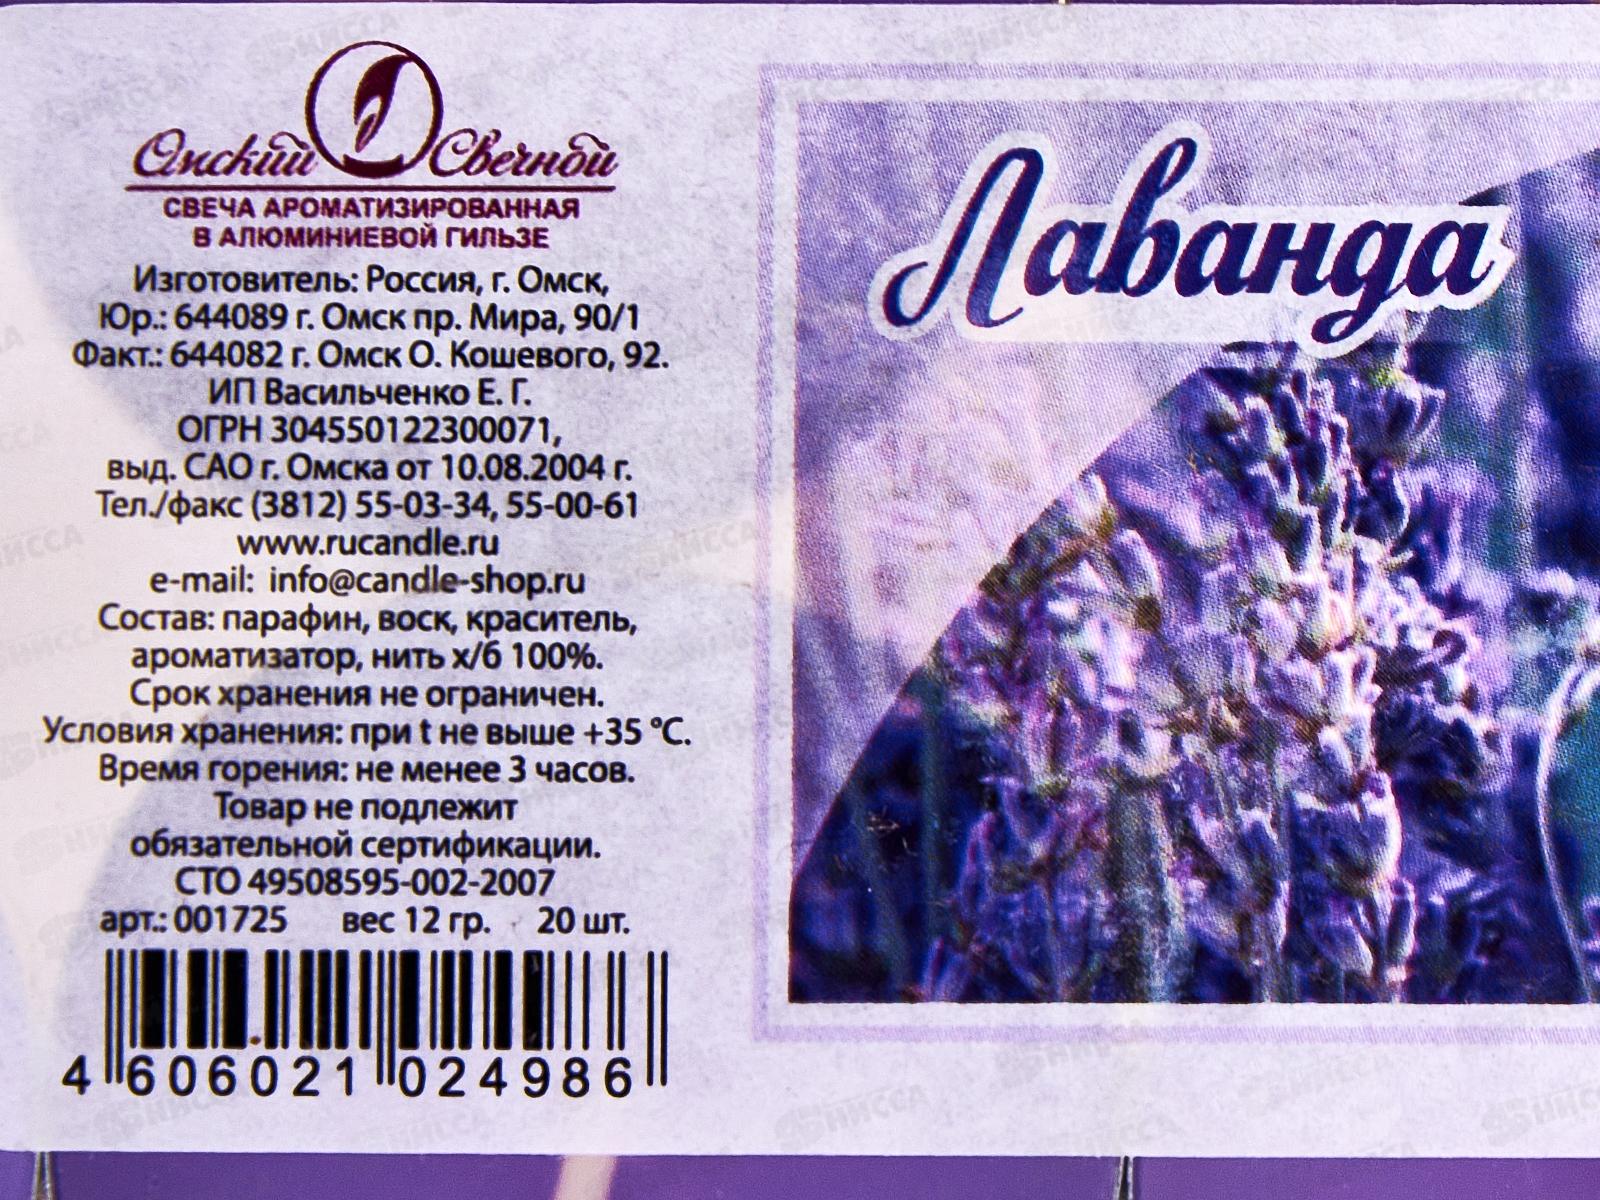 Омский Свечной
СВЕЧА АРОМАТИЗИРОВАННАЯ
В АЛЮМИНИЕВОЙ ГИЛЬЗЕ
Изготовитель: Россия, г. Омск,
Юр.: 644089 г. Омск пр. Мира, 90/1
Факт.: 644082 г. Омск О. Кошевого, 92.
ИП Васильченко Е. Г.
ОГРН 304550122300071,
выд. САО г. Омска от 10.08.2004 г.
Тел./факс (3812) 55-03-34, 55-00-61
www.rucandle.ru
e-mail: info@candle-shop.ru
Состав: парафин, воск, краситель,
ароматизатор, нить х/б 100%.
Срок хранения не ограничен.
Условия хранения: при t не выше +35 °C.
Время горения: не менее 3 часов.
Товар не подлежит
обязательной сертификации.
СТО 49508595-002-2007
арт.: 001725 вес 12 гр. 20 шт.
4 606021 024986
Лаванда
НИССА